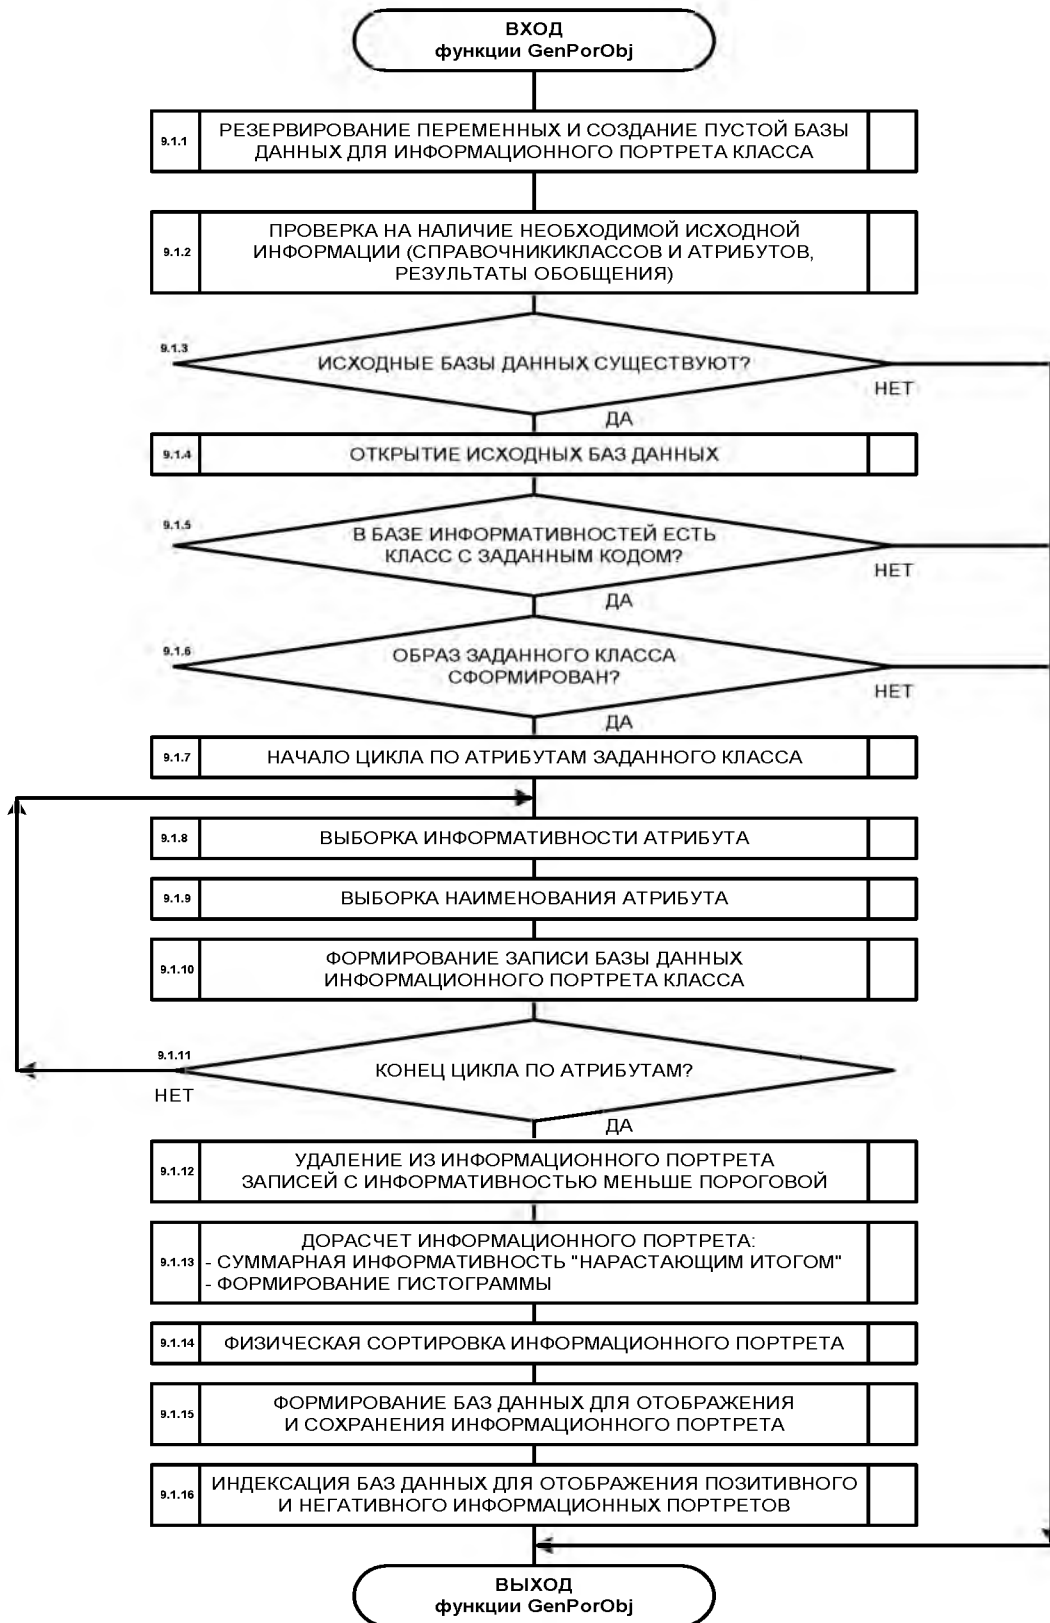 ВХОД
функции GenPorObj
9.1.1
РЕЗЕРВИРОВАНИЕ ПЕРЕМЕННЫХ И СОЗДАНИЕ ПУСТОЙ БАЗЫ
ДАННЫХ ДЛЯ ИНФОРМАЦИОННОГО ПОРТРЕТА КЛАССА
9.1.2
ПРОВЕРКА НА НАЛИЧИЕ НЕОБХОДИМОЙ ИСХОДНОЙ
ИНФОРМАЦИИ (СПРАВОЧНИКИКЛАССОВ И АТРИБУТОВ,
РЕЗУЛЬТАТЫ ОБОБЩЕНИЯ)
9.1.3
ИСХОДНЫЕ БАЗЫ ДАННЫХ СУЩЕСТВУЮТ?
НЕТ
ДА
9.1.4
ОТКРЫТИЕ ИСХОДНЫХ БАЗ ДАННЫХ
9.1.5
В БАЗЕ ИНФОРМАТИВНОСТЕЙ ЕСТЬ
КЛАСС С ЗАДАННЫМ КОДОМ?
НЕТ
ДА
9.1.6
ОБРАЗ ЗАДАННОГО КЛАССА
СФОРМИРОВАН?
НЕТ
ДА
9.1.7
НАЧАЛО ЦИКЛА ПО АТРИБУТАМ ЗАДАННОГО КЛАССА
9.1.8
ВЫБОРКА ИНФОРМАТИВНОСТИ АТРИБУТА
9.1.9
ВЫБОРКА НАИМЕНОВАНИЯ АТРИБУТА
9.1.10
ФОРМИРОВАНИЕ ЗАПИСИ БАЗЫ ДАННЫХ
ИНФОРМАЦИОННОГО ПОРТРЕТА КЛАССА
9.1.11
КОНЕЦ ЦИКЛА ПО АТРИБУТАМ?
НЕТ
ДА
9.1.12
УДАЛЕНИЕ ИЗ ИНФОРМАЦИОННОГО ПОРТРЕТА
ЗАПИСЕЙ С ИНФОРМАТИВНОСТЬЮ МЕНЬШЕ ПОРОГОВОЙ
9.1.13
ДОРАСЧЕТ ИНФОРМАЦИОННОГО ПОРТРЕТА:
- СУММАРНАЯ ИНФОРМАТИВНОСТЬ "НАРАСТАЮЩИМ ИТОГОМ"
- ФОРМИРОВАНИЕ ГИСТОГРАММЫ
9.1.14
ФИЗИЧЕСКАЯ СОРТИРОВКА ИНФОРМАЦИОННОГО ПОРТРЕТА
9.1.15
ФОРМИРОВАНИЕ БАЗ ДАННЫХ ДЛЯ ОТОБРАЖЕНИЯ
И СОХРАНЕНИЯ ИНФОРМАЦИОННОГО ПОРТРЕТА
9.1.16
ИНДЕКСАЦИЯ БАЗ ДАННЫХ ДЛЯ ОТОБРАЖЕНИЯ ПОЗИТИВНОГО
И НЕГАТИВНОГО ИНФОРМАЦИОННЫХ ПОРТРЕТОВ
ВЫХОД
функции GenPorObj